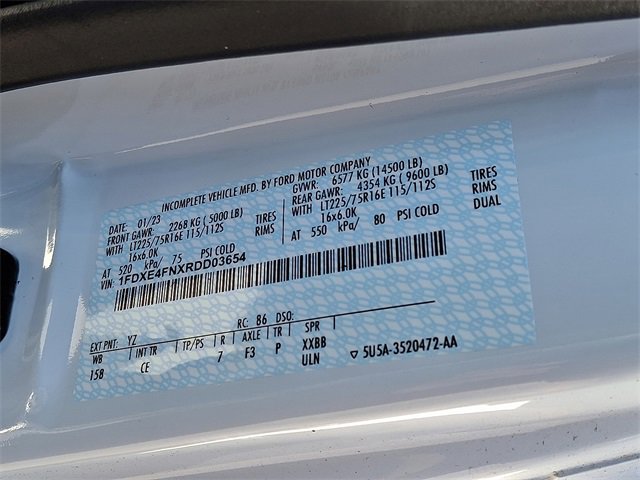 INCOMPLETE VEHICLE MFD. BY FORD MOTOR COMPANY
DATE: 01/23 GVWR: 6577 KG (14500 LB)
FRONT GAWR: 2268 KG ( 5000 LB) REAR GAWR: 4354 KG ( 9600 LB)
WITH LT225/75R16E 115/112S TIRES WITH LT225/75R16E 115/112S TIRES
16x6.0K RIMS 16x6.0K RIMS
AT 520 kPa/ 75 PSI COLD AT 550 kPa/ 80 PSI COLD DUAL
VIN: 1FDXE4FNXRDD03654
EXT PNT: YZ RC: 86 DSO:
WB INT TR TP/PS R AXLE TR SPR
158 CE 7 F3 P XXBB
ULN 5U5A-3520472-AA